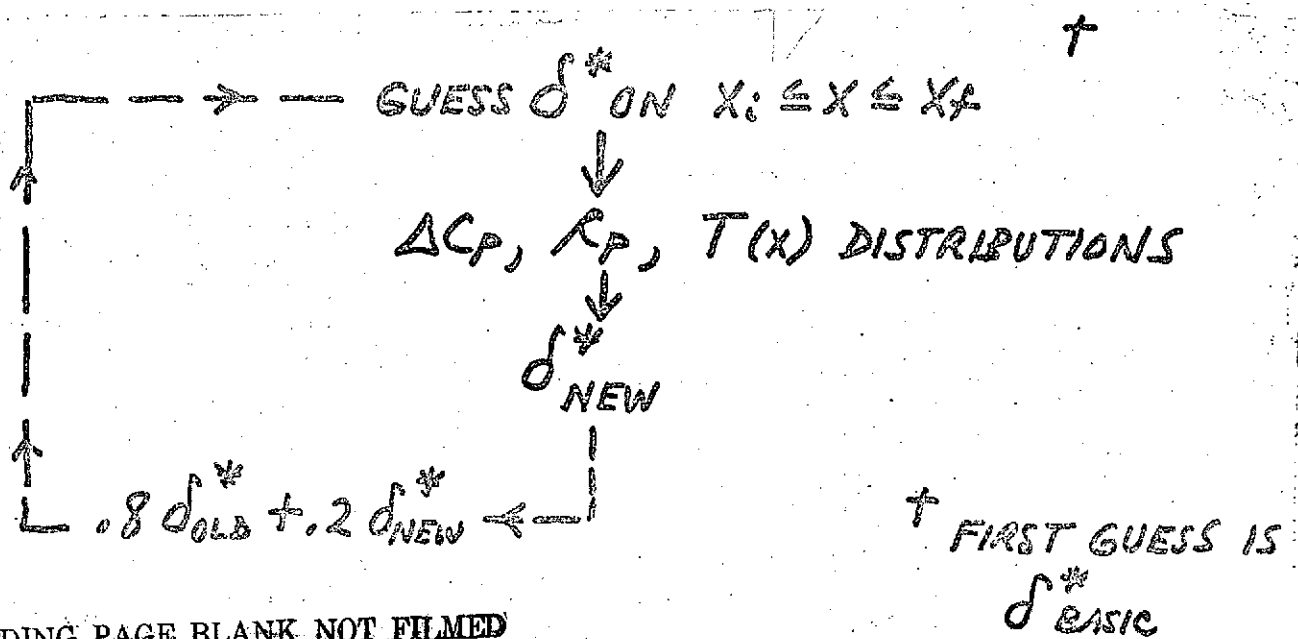 †
GUESS δ* ON Xi ≤ X ≤ Xf
ΔCP, RP, T(X) DISTRIBUTIONS
δ*NEW
.8 δ*OLD + .2 δ*NEW
† FIRST GUESS IS
δ*BASIC
DING PAGE BLANK NOT FILMED